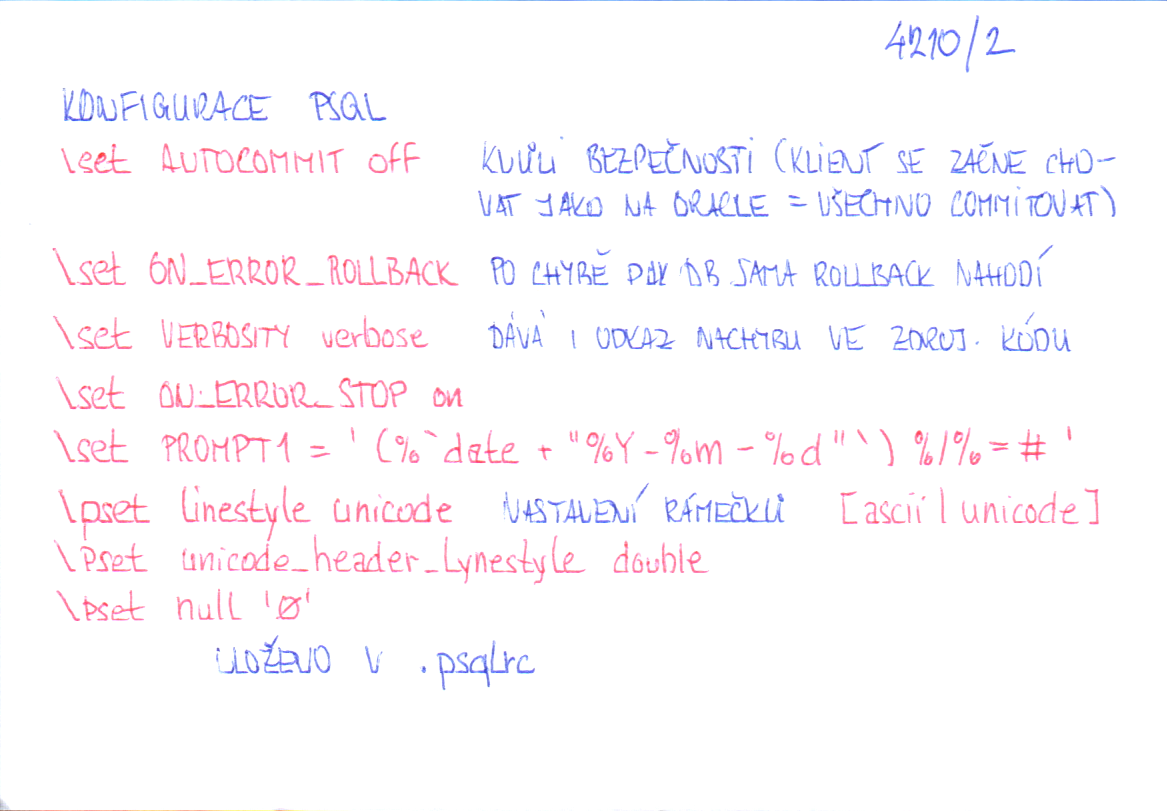 4210/2
KONFIGURACE PSQL
\set AUTOCOMMIT off KVŮLI BEZPEČNOSTI (KLIENT SE ZAČNE CHO-
VAT JAKO NA ORACLE = VŠECHNO COMMITOVAT)
\set ON_ERROR_ROLLBACK PO CHYBĚ PAK DB SAMA ROLLBACK NAHODÍ
\set VERBOSITY verbose DÁVÁ I ODKAZ NA CHYBU VE ZDROJ. KÓDU
\set ON_ERROR_STOP on
\set PROMPT1 = '(%`date + "%Y-%m-%d"`) %/%=# '
\pset linestyle unicode NASTAVENÍ RÁMEČKŮ [ascii | unicode]
\pset unicode_header_Lynestyle double
\pset null 'Ø'
ULOŽENO V .psqlrc